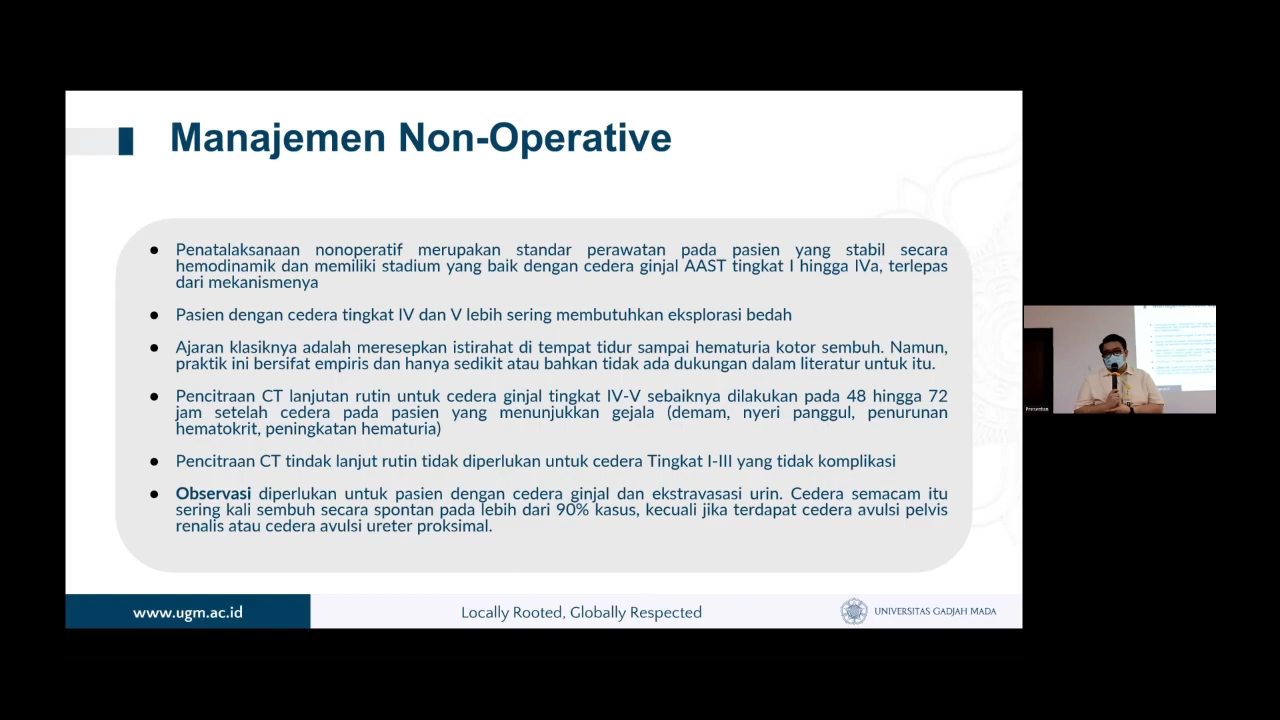 Manajemen Non-Operative
● Penatalaksanaan nonoperatif merupakan standar perawatan pada pasien yang stabil secara
hemodinamik dan memiliki stadium yang baik dengan cedera ginjal AAST tingkat I hingga IVa, terlepas
dari mekanismenya
● Pasien dengan cedera tingkat IV dan V lebih sering membutuhkan eksplorasi bedah
● Ajaran klasiknya adalah meresepkan istirahat di tempat tidur sampai hematuria kotor sembuh. Namun,
praktik ini bersifat empiris dan hanya sedikit atau bahkan tidak ada dukungan dalam literatur untuk itu.
● Pencitraan CT lanjutan rutin untuk cedera ginjal tingkat IV-V sebaiknya dilakukan pada 48 hingga 72
jam setelah cedera pada pasien yang menunjukkan gejala (demam, nyeri panggul, penurunan
hematokrit, peningkatan hematuria)
● Pencitraan CT tindak lanjut rutin tidak diperlukan untuk cedera Tingkat I-III yang tidak komplikasi
● Observasi diperlukan untuk pasien dengan cedera ginjal dan ekstravasasi urin. Cedera semacam itu
sering kali sembuh secara spontan pada lebih dari 90% kasus, kecuali jika terdapat cedera avulsi pelvis
renalis atau cedera avulsi ureter proksimal.
www.ugm.ac.id
Locally Rooted, Globally Respected
UNIVERSITAS GADJAH MADA
Presentan